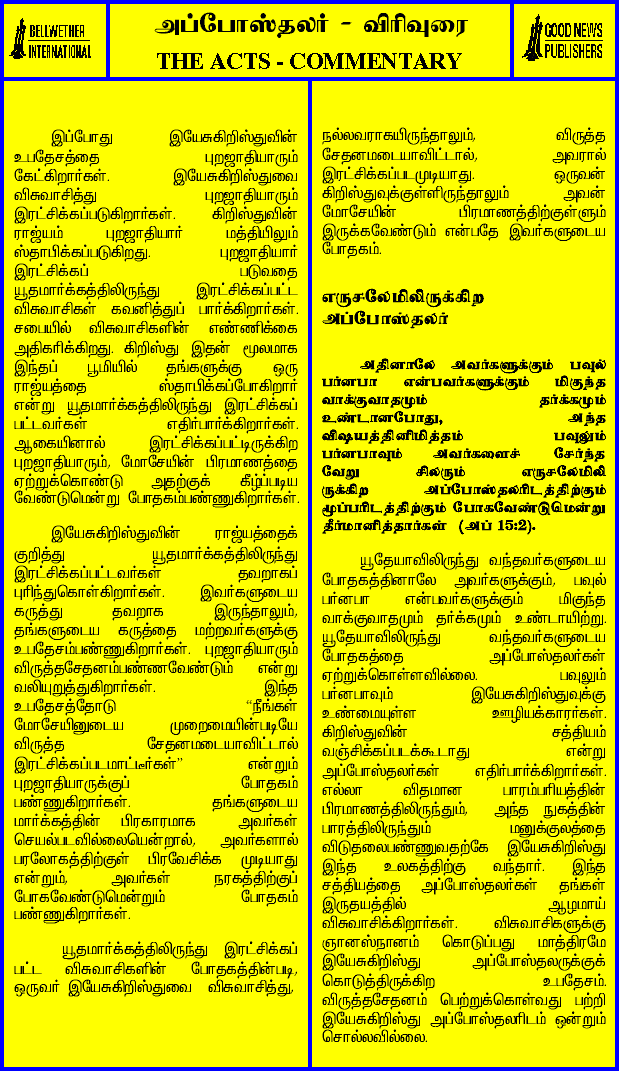 BELLWETHER
INTERNATIONAL
அப்போஸ்தலர் - விரிவுரை
THE ACTS - COMMENTARY
GOOD NEWS
PUBLISHERS
இப்போது இயேசுகிறிஸ்துவின்
உபதேசத்தை புறஜாதியாரும்
கேட்கிறார்கள். இயேசுகிறிஸ்துவை
விசுவாசித்து புறஜாதியாரும்
இரட்சிக்கப்படுகிறார்கள். கிறிஸ்துவின்
ராஜ்யம் புறஜாதியார் மத்தியிலும்
ஸ்தாபிக்கப்படுகிறது. புறஜாதியார்
இரட்சிக்கப் படுவதை
யூதமார்க்கத்திலிருந்து இரட்சிக்கப்பட்ட
விசுவாசிகள் கவனித்துப் பார்க்கிறார்கள்.
சபையில் விசுவாசிகளின் எண்ணிக்கை
அதிகரிக்கிறது. கிறிஸ்து இதன் மூலமாக
இந்தப் பூமியில் தங்களுக்கு ஒரு
ராஜ்யத்தை ஸ்தாபிக்கப்போகிறார்
என்று யூதமார்க்கத்திலிருந்து இரட்சிக்கப்
பட்டவர்கள் எதிர்பார்க்கிறார்கள்.
ஆகையினால் இரட்சிக்கப்பட்டிருக்கிற
புறஜாதியாரும், மோசேயின் பிரமாணத்தை
ஏற்றுக்கொண்டு அதற்குக் கீழ்ப்படிய
வேண்டுமென்று போதகம்பண்ணுகிறார்கள்.
இயேசுகிறிஸ்துவின் ராஜ்யத்தைக்
குறித்து யூதமார்க்கத்திலிருந்து
இரட்சிக்கப்பட்டவர்கள் தவறாகப்
புரிந்துகொள்கிறார்கள். இவர்களுடைய
கருத்து தவறாக இருந்தாலும்,
தங்களுடைய கருத்தை மற்றவர்களுக்கு
உபதேசம்பண்ணுகிறார்கள். புறஜாதியாரும்
விருத்தசேதனம்பண்ணவேண்டும் என்று
வலியுறுத்துகிறார்கள். இந்த
உபதேசத்தோடு “நீங்கள்
மோசேயினுடைய முறைமையின்படியே
விருத்த சேதனமடையாவிட்டால்
இரட்சிக்கப்படமாட்டீர்கள்” என்றும்
புறஜாதியாருக்குப் போதகம்
பண்ணுகிறார்கள். தங்களுடைய
மார்க்கத்தின் பிரகாரமாக அவர்கள்
செயல்படவில்லையென்றால், அவர்களால்
பரலோகத்திற்குள் பிரவேசிக்க முடியாது
என்றும், அவர்கள் நரகத்திற்குப்
போகவேண்டுமென்றும் போதகம்
பண்ணுகிறார்கள்.
யூதமார்க்கத்திலிருந்து இரட்சிக்கப்
பட்ட விசுவாசிகளின் போதகத்தின்படி,
ஒருவர் இயேசுகிறிஸ்துவை விசுவாசித்து,
நல்லவராகயிருந்தாலும், விருத்த
சேதனமடையாவிட்டால், அவரால்
இரட்சிக்கப்படமுடியாது. ஒருவன்
கிறிஸ்துவுக்குள்ளிருந்தாலும் அவன்
மோசேயின் பிரமாணத்திற்குள்ளும்
இருக்கவேண்டும் என்பதே இவர்களுடைய
போதகம்.
எருசலேமிலிருக்கிற
அப்போஸ்தலர்
அதினாலே அவர்களுக்கும் பவுல்
பர்னபா என்பவர்களுக்கும் மிகுந்த
வாக்குவாதமும் தர்க்கமும்
உண்டானபோது, அந்த
விஷயத்தினிமித்தம் பவுலும்
பர்னபாவும் அவர்களைச் சேர்ந்த
வேறு சிலரும் எருசலேமிலி
ருக்கிற அப்போஸ்தலரிடத்திற்கும்
மூப்பரிடத்திற்கும் போகவேண்டுமென்று
தீர்மானித்தார்கள் (அப் 15:2).
யூதேயாவிலிருந்து வந்தவர்களுடைய
போதகத்தினாலே அவர்களுக்கும், பவுல்
பர்னபா என்பவர்களுக்கும் மிகுந்த
வாக்குவாதமும் தர்க்கமும் உண்டாயிற்று.
யூதேயாவிலிருந்து வந்தவர்களுடைய
போதகத்தை அப்போஸ்தலர்கள்
ஏற்றுக்கொள்ளவில்லை. பவுலும்
பர்னபாவும் இயேசுகிறிஸ்துவுக்கு
உண்மையுள்ள ஊழியக்காரர்கள்.
கிறிஸ்துவின் சத்தியம்
வஞ்சிக்கப்படக்கூடாது என்று
அப்போஸ்தலர்கள் எதிர்பார்க்கிறார்கள்.
எல்லா விதமான பாரம்பரியத்தின்
பிரமாணத்திலிருந்தும், அந்த நுகத்தின்
பாரத்திலிருந்தும் மனுக்குலத்தை
விடுதலைபண்ணுவதற்கே இயேசுகிறிஸ்து
இந்த உலகத்திற்கு வந்தார். இந்த
சத்தியத்தை அப்போஸ்தலர்கள் தங்கள்
இருதயத்தில் ஆழமாய்
விசுவாசிக்கிறார்கள். விசுவாசிகளுக்கு
ஞானஸ்நானம் கொடுப்பது மாத்திரமே
இயேசுகிறிஸ்து அப்போஸ்தலருக்குக்
கொடுத்திருக்கிற உபதேசம்.
விருத்தசேதனம் பெற்றுக்கொள்வது பற்றி
இயேசுகிறிஸ்து அப்போஸ்தலரிடம் ஒன்றும்
சொல்லவில்லை.